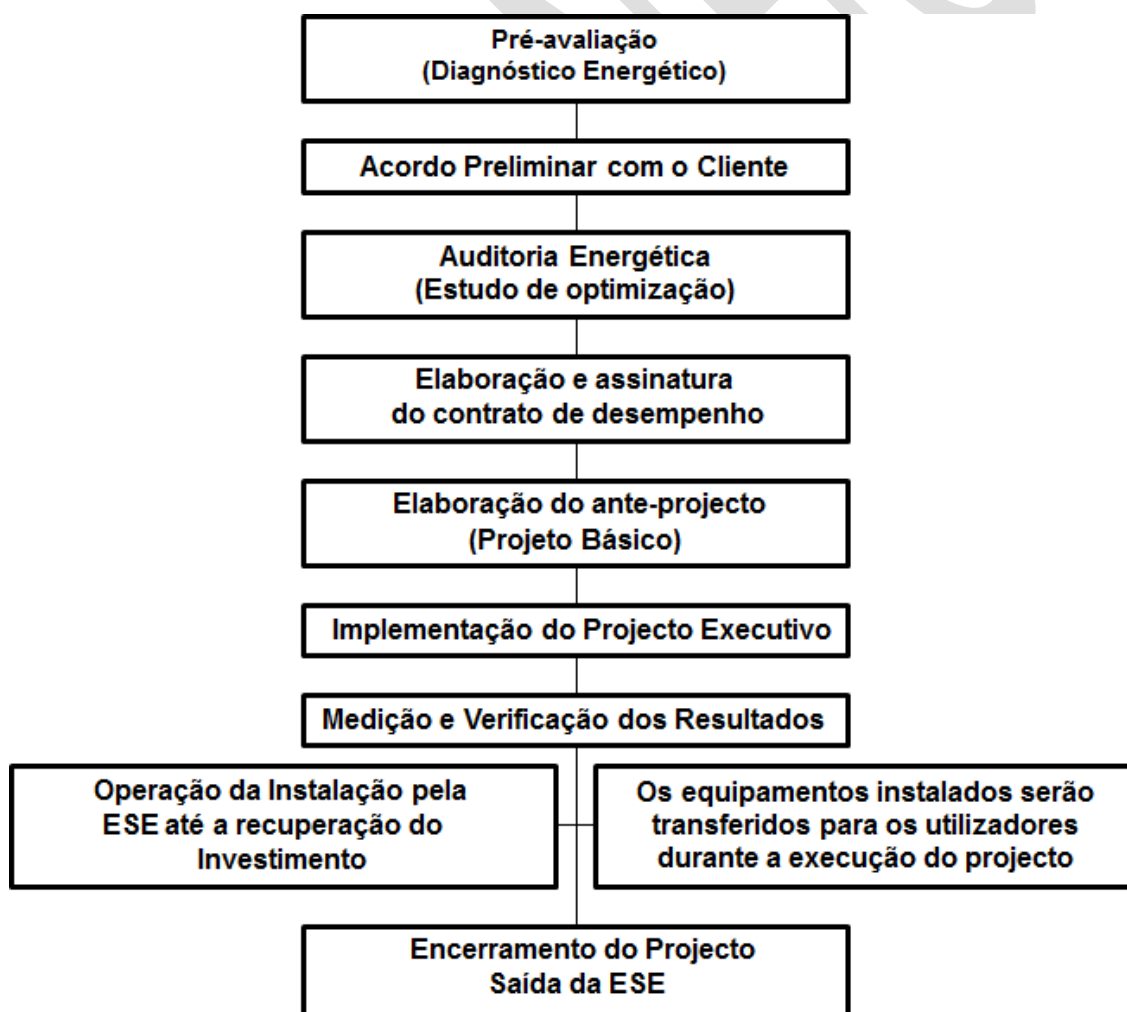 Pré-avaliação
(Diagnóstico Energético)
Acordo Preliminar com o Cliente
Auditoria Energética
(Estudo de optimização)
Elaboração e assinatura
do contrato de desempenho
Elaboração do ante-projecto
(Projeto Básico)
Implementação do Projecto Executivo
Medição e Verificação dos Resultados
Operação da Instalação pela
ESE até a recuperação do
Investimento
Os equipamentos instalados serão
transferidos para os utilizadores
durante a execução do projecto
Encerramento do Projecto
Saída da ESE